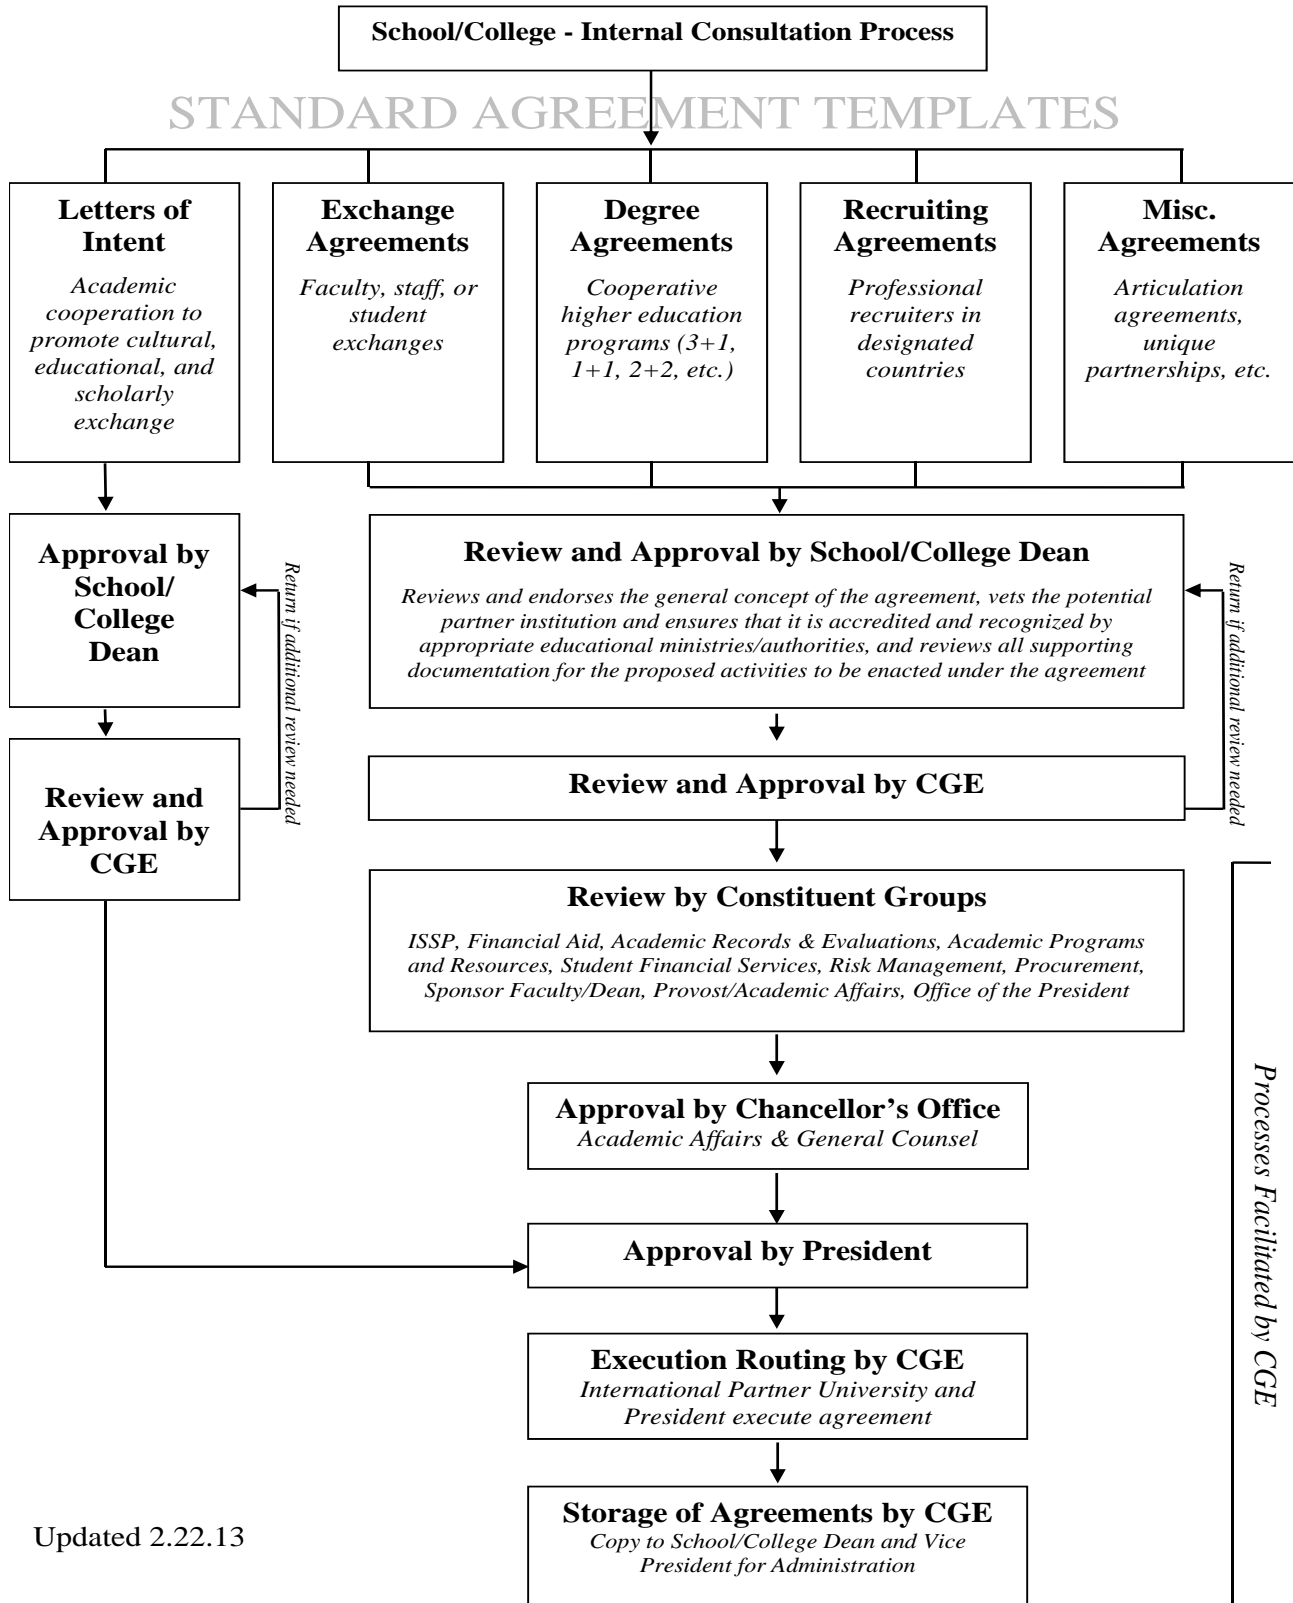 School/College - Internal Consultation Process
STANDARD AGREEMENT TEMPLATES
Letters of
Intent
Academic
cooperation to
promote cultural,
educational, and
scholarly
exchange
Exchange
Agreements
Faculty, staff, or
student
exchanges
Degree
Agreements
Cooperative
higher education
programs (3+1,
1+1, 2+2, etc.)
Recruiting
Agreements
Professional
recruiters in
designated
countries
Misc.
Agreements
Articulation
agreements,
unique
partnerships, etc.
Approval by
School/
College
Dean
Return if additional review needed
Review and
Approval by
CGE
Review and Approval by School/College Dean
Reviews and endorses the general concept of the agreement, vets the potential
partner institution and ensures that it is accredited and recognized by
appropriate educational ministries/authorities, and reviews all supporting
documentation for the proposed activities to be enacted under the agreement
Return if additional review needed
Review and Approval by CGE
Review by Constituent Groups
ISSP, Financial Aid, Academic Records & Evaluations, Academic Programs
and Resources, Student Financial Services, Risk Management, Procurement,
Sponsor Faculty/Dean, Provost/Academic Affairs, Office of the President
Approval by Chancellor’s Office
Academic Affairs & General Counsel
Approval by President
Execution Routing by CGE
International Partner University and
President execute agreement
Storage of Agreements by CGE
Copy to School/College Dean and Vice
President for Administration
Processes Facilitated by CGE
Updated 2.22.13